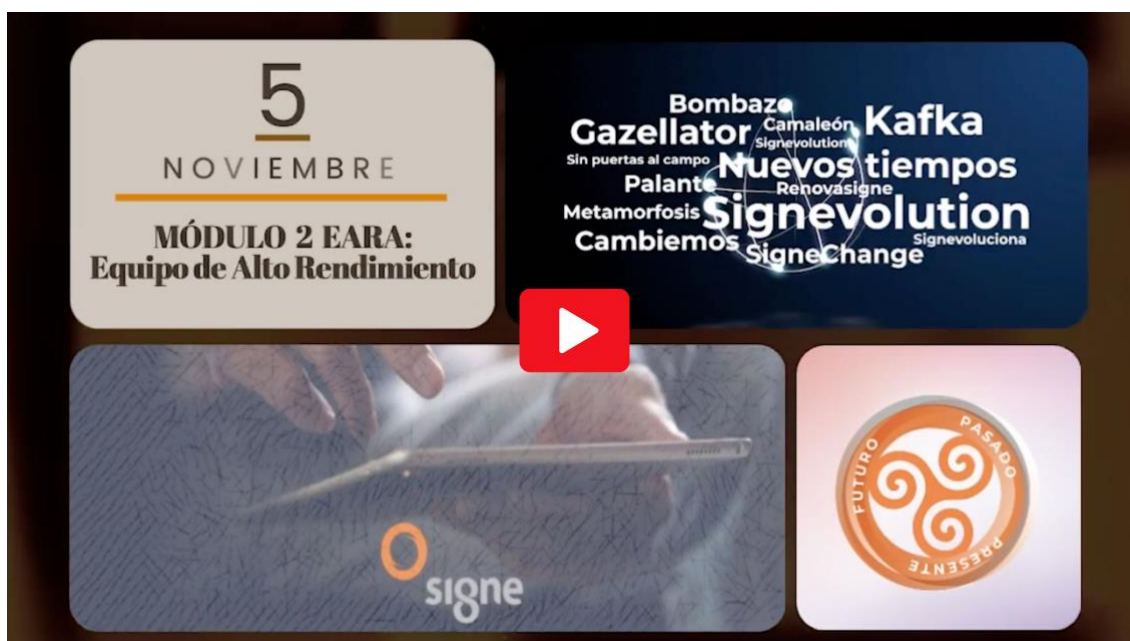 5
NOVIEMBRE
MÓDULO 2 EARA:
Equipo de Alto Rendimiento
Bombazo
Gazellator
Camaleón
Kafka
Signevolution
Sin puertas al campo
Nuevos tiempos
Palante
Renovasigne
Metamorfosis
Signevolution
Cambiemos
Signevoluciona
SigneChange
signe
FUTURO
PASADO
PRESENTE